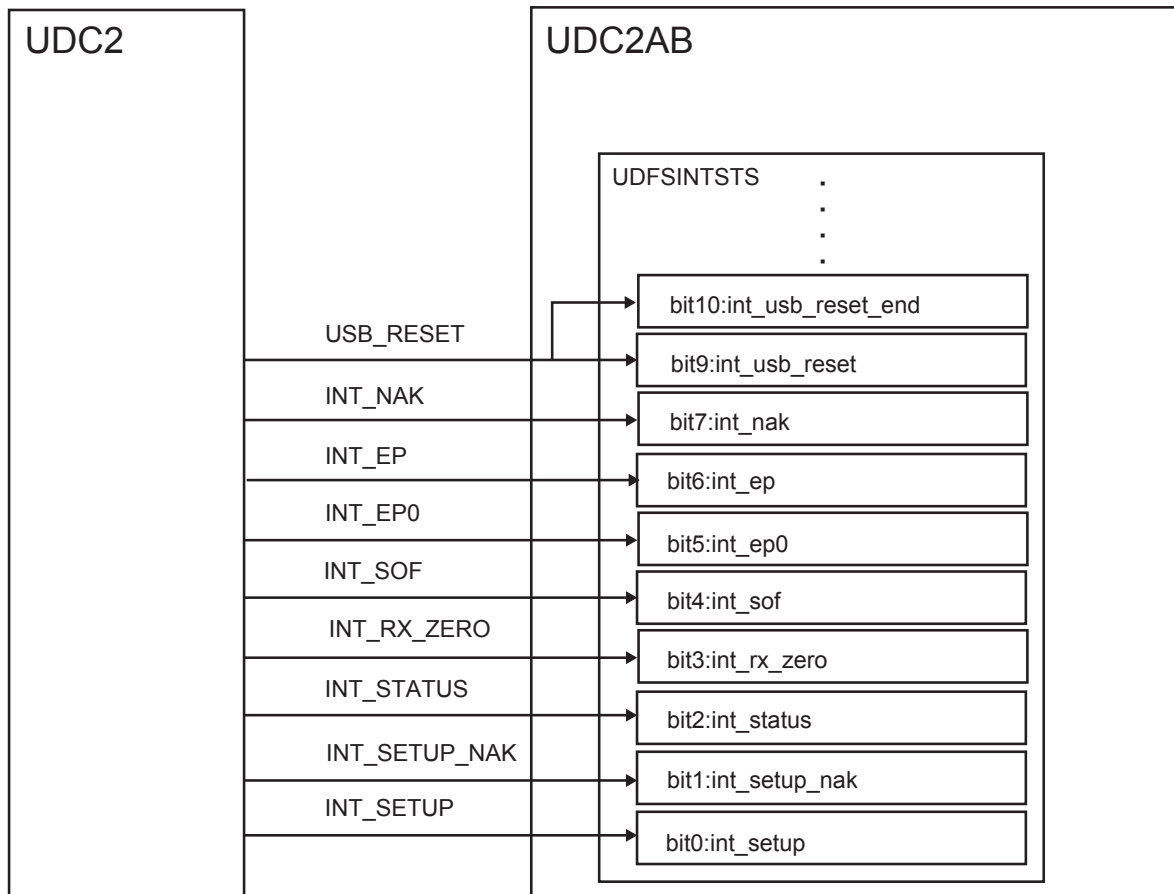 UDC2
UDC2AB
UDFSINTSTS
bit10:int_usb_reset_end
USB_RESET
bit9:int_usb_reset
INT_NAK
bit7:int_nak
INT_EP
bit6:int_ep
INT_EP0
bit5:int_ep0
INT_SOF
bit4:int_sof
INT_RX_ZERO
bit3:int_rx_zero
INT_STATUS
bit2:int_status
INT_SETUP_NAK
bit1:int_setup_nak
INT_SETUP
bit0:int_setup